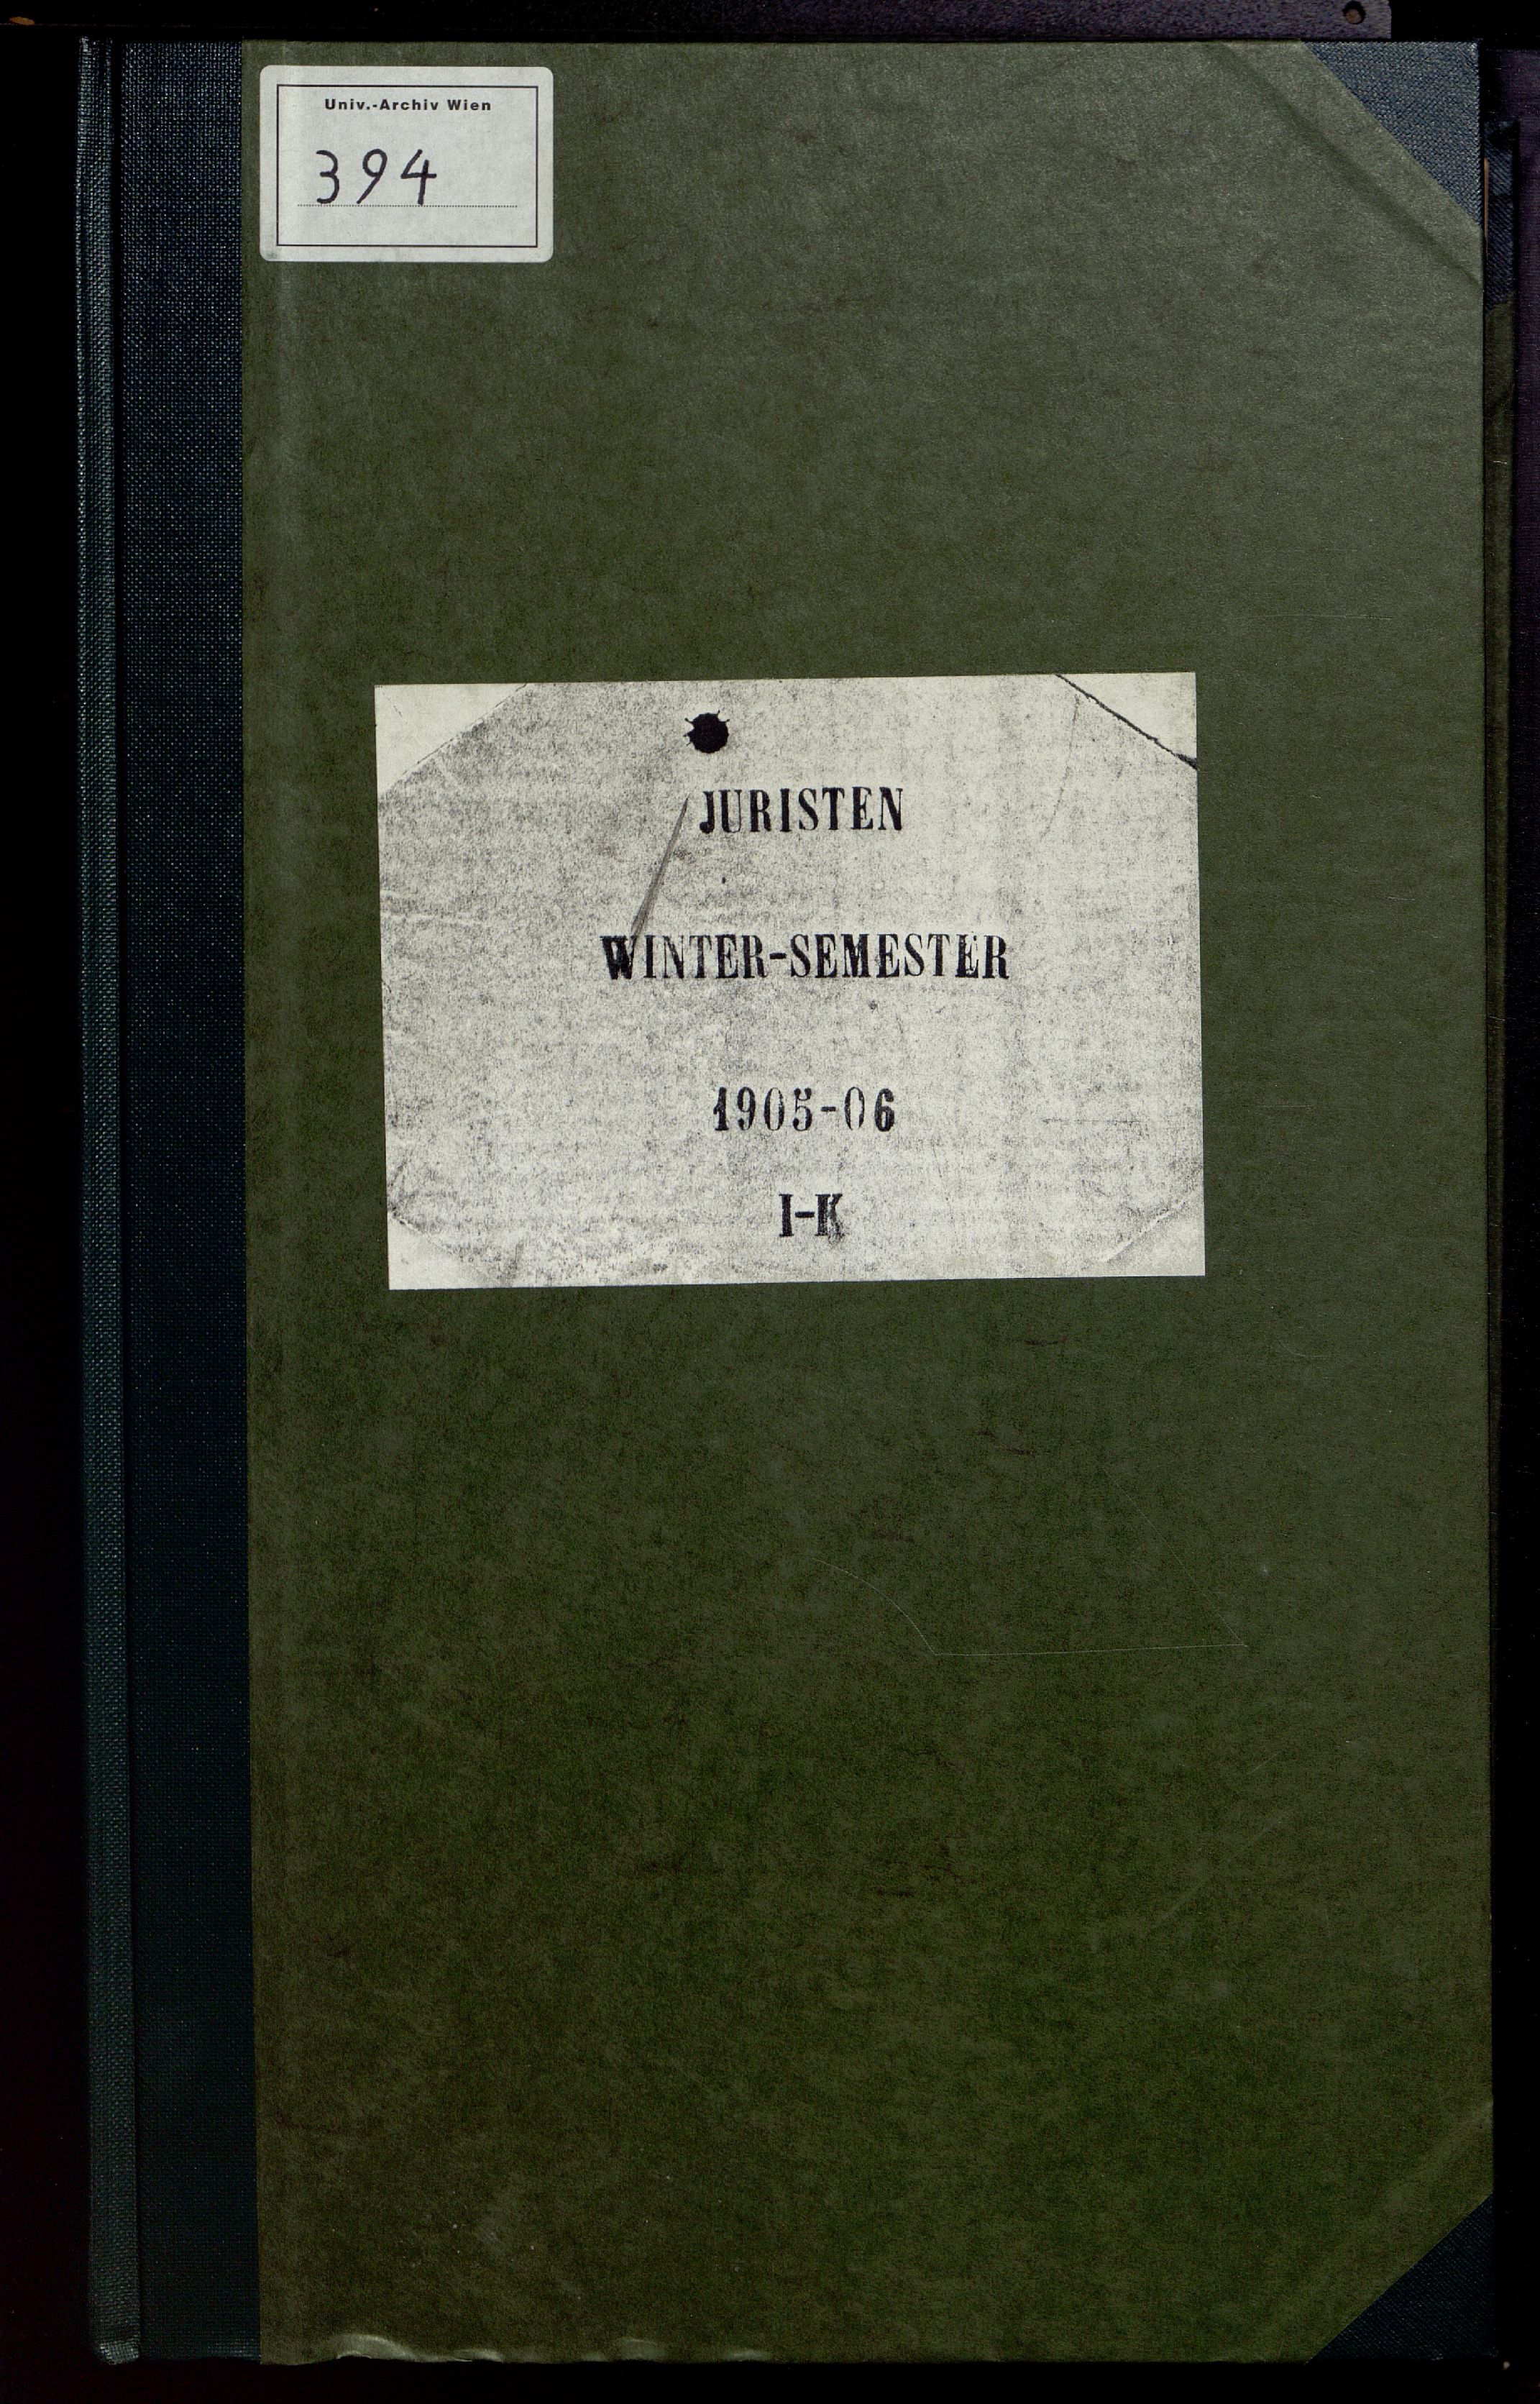 Univ.-Archiv Wien
394
JURISTEN
WINTER-SEMESTER
1905-06
I-K